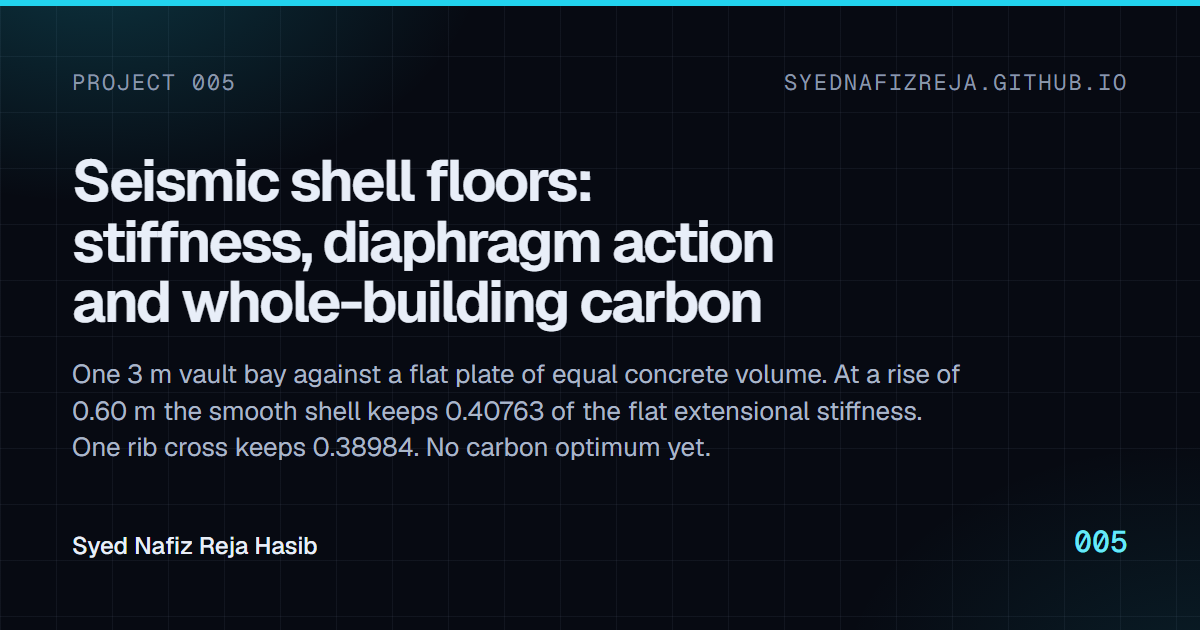 PROJECT 005
SYEDNAFIZREJA.GITHUB.IO
Seismic shell floors:
stiffness, diaphragm action
and whole-building carbon
One 3 m vault bay against a flat plate of equal concrete volume. At a rise of
0.60 m the smooth shell keeps 0.40763 of the flat extensional stiffness.
One rib cross keeps 0.38984. No carbon optimum yet.
Syed Nafiz Reja Hasib
005